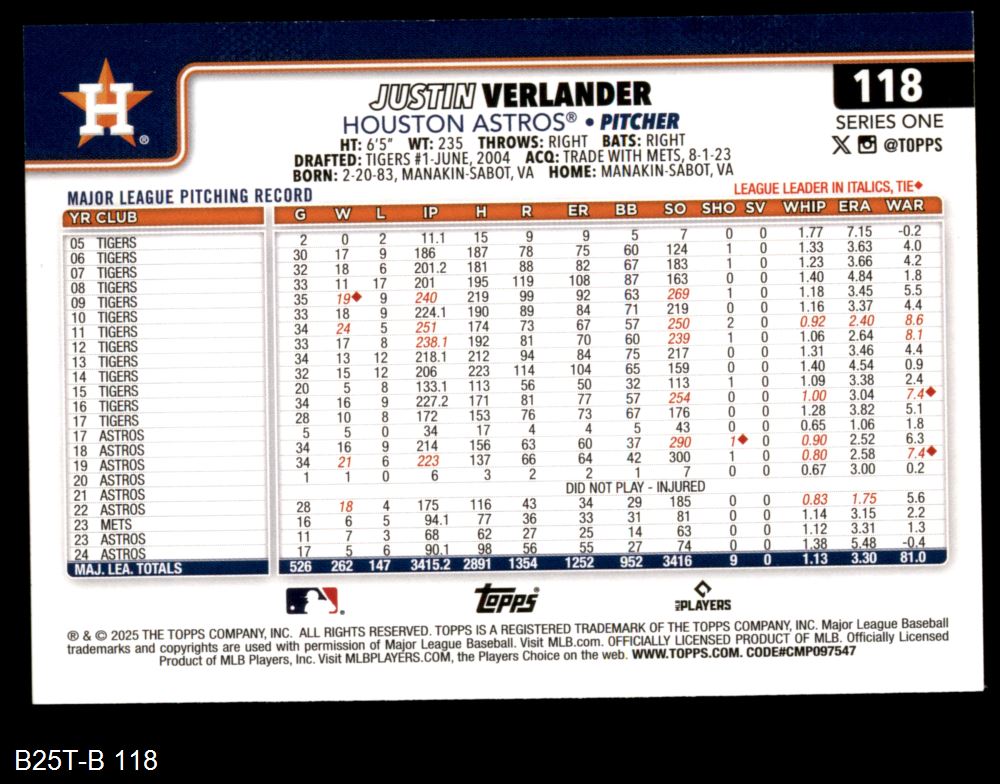 H ®
118
JUSTIN VERLANDER
HOUSTON ASTROS® • PITCHER
SERIES ONE
HT: 6'5" WT: 235 THROWS: RIGHT BATS: RIGHT
@TOPPS
DRAFTED: TIGERS #1-JUNE, 2004 ACQ: TRADE WITH METS, 8-1-23
BORN: 2-20-83, MANAKIN-SABOT, VA HOME: MANAKIN-SABOT, VA
MAJOR LEAGUE PITCHING RECORD
LEAGUE LEADER IN ITALICS, TIE◆
YR CLUB G W L IP H R ER BB SO SHO SV WHIP ERA WAR
05 TIGERS 2 0 2 11.1 15 9 9 5 7 0 0 1.77 7.15 -0.2
06 TIGERS 30 17 9 186 187 78 75 60 124 1 0 1.33 3.63 4.0
07 TIGERS 32 18 6 201.2 181 88 82 67 183 1 0 1.23 3.66 4.2
08 TIGERS 33 11 17 201 195 119 108 87 163 0 0 1.40 4.84 1.8
09 TIGERS 35 19◆ 9 240 219 99 92 63 269 1 0 1.18 3.45 5.5
10 TIGERS 33 18 9 224.1 190 89 84 71 219 0 0 1.16 3.37 4.4
11 TIGERS 34 24 5 251 174 73 67 57 250 2 0 0.92 2.40 8.6
12 TIGERS 33 17 8 238.1 192 81 70 60 239 1 0 1.06 2.64 8.1
13 TIGERS 34 13 12 218.1 212 94 84 75 217 0 0 1.31 3.46 4.4
14 TIGERS 32 15 12 206 223 114 104 65 159 0 0 1.40 4.54 0.9
15 TIGERS 20 5 8 133.1 113 56 50 32 113 1 0 1.09 3.38 2.4
16 TIGERS 34 16 9 227.2 171 81 77 57 254 0 0 1.00 3.04 7.4◆
17 TIGERS 28 10 8 172 153 76 73 67 176 0 0 1.28 3.82 5.1
17 ASTROS 5 5 0 34 17 4 4 5 43 0 0 0.65 1.06 1.8
18 ASTROS 34 16 9 214 156 63 60 37 290 1◆ 0 0.90 2.52 6.3
19 ASTROS 34 21 6 223 137 66 64 42 300 1 0 0.80 2.58 7.4◆
20 ASTROS 1 1 0 6 3 2 2 1 7 0 0 0.67 3.00 0.2
21 ASTROS DID NOT PLAY - INJURED
22 ASTROS 28 18 4 175 116 43 34 29 185 0 0 0.83 1.75 5.6
23 METS 16 6 5 94.1 77 36 33 31 81 0 0 1.14 3.15 2.2
23 ASTROS 11 7 3 68 62 27 25 14 63 0 0 1.12 3.31 1.3
24 ASTROS 17 5 6 90.1 98 56 55 27 74 0 0 1.38 5.48 -0.4
MAJ. LEA. TOTALS 526 262 147 3415.2 2891 1354 1252 952 3416 9 0 1.13 3.30 81.0
Topps MLB PLAYERS
® & © 2025 THE TOPPS COMPANY, INC. ALL RIGHTS RESERVED. TOPPS IS A REGISTERED TRADEMARK OF THE TOPPS COMPANY, INC. Major League Baseball
trademarks and copyrights are used with permission of Major League Baseball. Visit MLB.com. OFFICIALLY LICENSED PRODUCT OF MLB. Officially Licensed
Product of MLB Players, Inc. Visit MLBPLAYERS.COM, the Players Choice on the web. WWW.TOPPS.COM. CODE#CMP097547
B25T-B 118